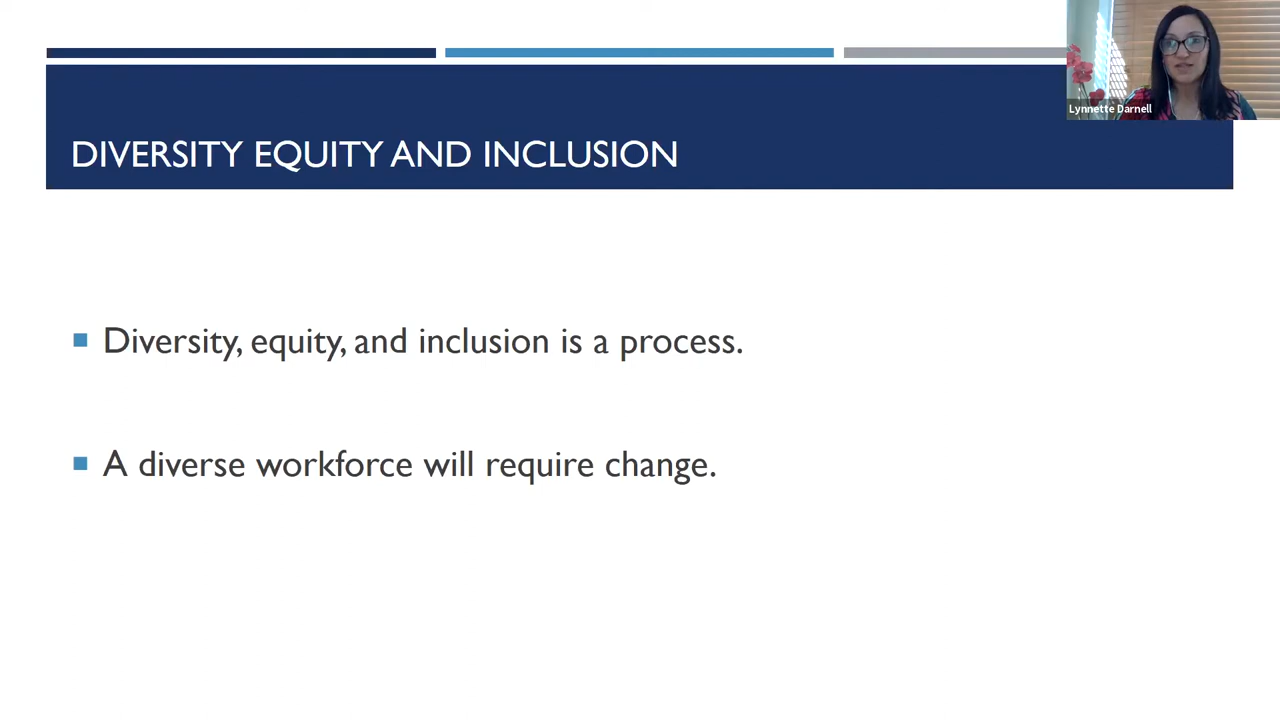 Lynnette Darnell
DIVERSITY EQUITY AND INCLUSION
Diversity, equity, and inclusion is a process.
A diverse workforce will require change.